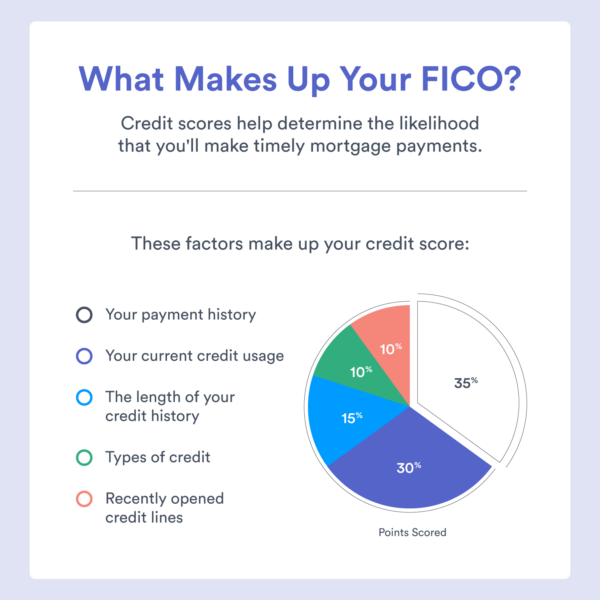 What Makes Up Your FICO?
Credit scores help determine the likelihood
that you'll make timely mortgage payments.
These factors make up your credit score:
Your payment history
Your current credit usage
The length of your
credit history
Types of credit
Recently opened
credit lines
10%
10%
35%
15%
30%
Points Scored